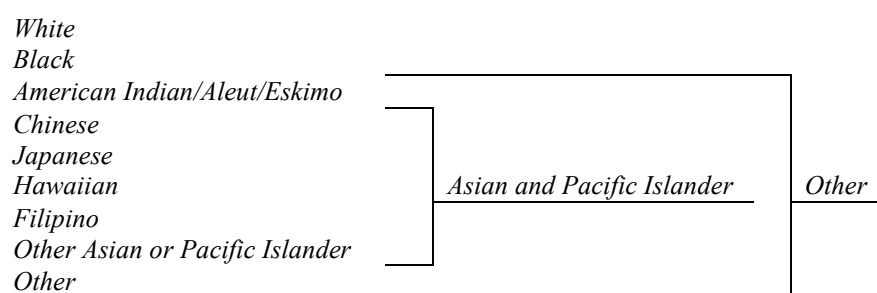 White
Black
American Indian/Aleut/Eskimo
Chinese
Japanese
Hawaiian Asian and Pacific Islander Other
Filipino
Other Asian or Pacific Islander
Other